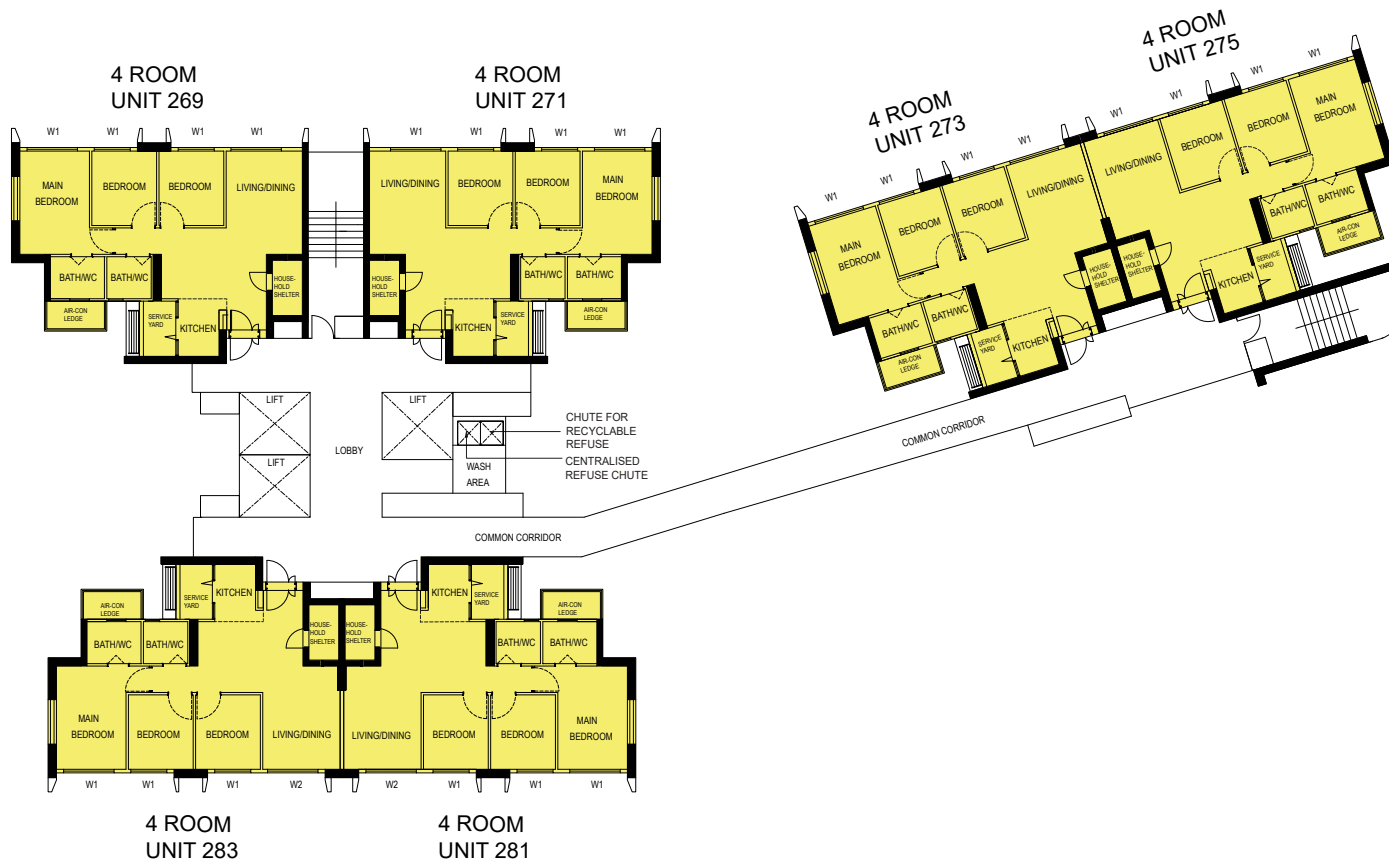 4 ROOM
UNIT 269
4 ROOM
UNIT 271
4 ROOM
UNIT 273
4 ROOM
UNIT 275
W1
W1
W1
W1
MAIN
BEDROOM
BEDROOM
BEDROOM
LIVING/DINING
BATH/WC
BATH/WC
HOUSE-
HOLD
SHELTER
AIR-CON
LEDGE
SERVICE
YARD
KITCHEN
W1
W1
W1
W1
LIVING/DINING
BEDROOM
BEDROOM
MAIN
BEDROOM
HOUSE-
HOLD
SHELTER
BATH/WC
BATH/WC
KITCHEN
SERVICE
YARD
AIR-CON
LEDGE
W1
W1
W1
W1
MAIN
BEDROOM
BEDROOM
BEDROOM
LIVING/DINING
BATH/WC
BATH/WC
HOUSE-
HOLD
SHELTER
AIR-CON
LEDGE
SERVICE
YARD
KITCHEN
W1
W1
W1
W1
LIVING/DINING
BEDROOM
BEDROOM
MAIN
BEDROOM
HOUSE-
HOLD
SHELTER
BATH/WC
BATH/WC
KITCHEN
SERVICE
YARD
AIR-CON
LEDGE
LIFT
LIFT
LIFT
LOBBY
WASH
AREA
CHUTE FOR
RECYCLABLE
REFUSE
CENTRALISED
REFUSE CHUTE
COMMON CORRIDOR
COMMON CORRIDOR
AIR-CON
LEDGE
SERVICE
YARD
KITCHEN
BATH/WC
BATH/WC
HOUSE-
HOLD
SHELTER
MAIN
BEDROOM
BEDROOM
BEDROOM
LIVING/DINING
W1
W1
W1
W2
HOUSE-
HOLD
SHELTER
KITCHEN
SERVICE
YARD
AIR-CON
LEDGE
BATH/WC
BATH/WC
LIVING/DINING
BEDROOM
BEDROOM
MAIN
BEDROOM
W2
W1
W1
W1
4 ROOM
UNIT 283
4 ROOM
UNIT 281